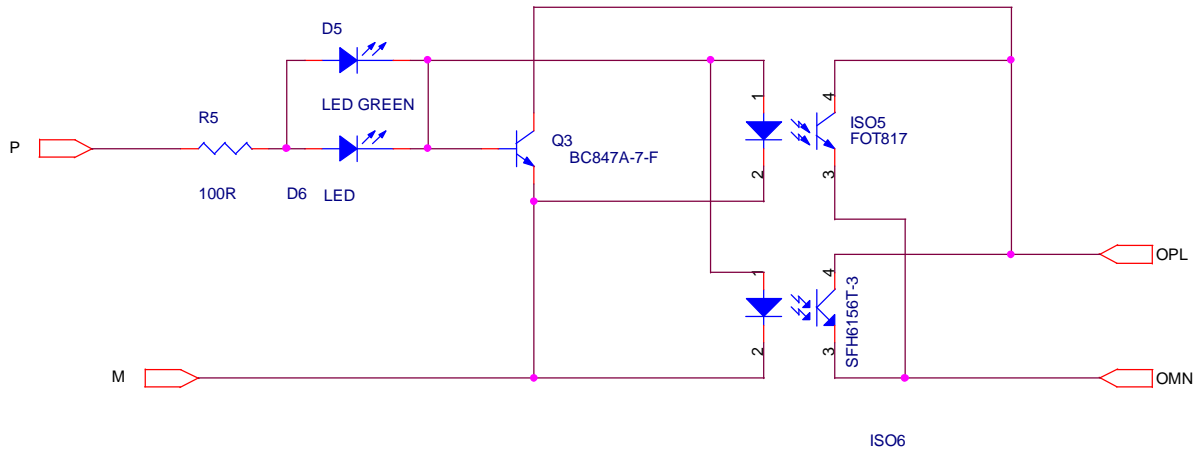 D5
LED GREEN
R5
P
100R
D6
LED
Q3
BC847A-7-F
1
2
4
3
ISO5
FOT817
OPL
1
2
4
3
SFH6156T-3
M
OMN
ISO6